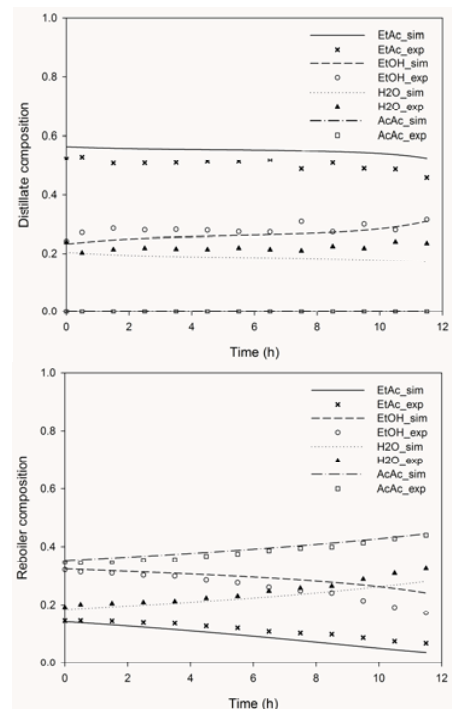 1.0
0.8
0.6
0.4
0.2
0.0
Distillate composition
EtAc_sim
EtAc_exp
EtOH_sim
EtOH_exp
H2O_sim
H2O_exp
AcAc_sim
AcAc_exp
0 2 4 6 8 10 12
Time (h)
1.0
0.8
0.6
0.4
0.2
0.0
Reboiler composition
EtAc_sim
EtAc_exp
EtOH_sim
EtOH_exp
H2O_sim
H2O_exp
AcAc_sim
AcAc_exp
0 2 4 6 8 10 12
Time (h)